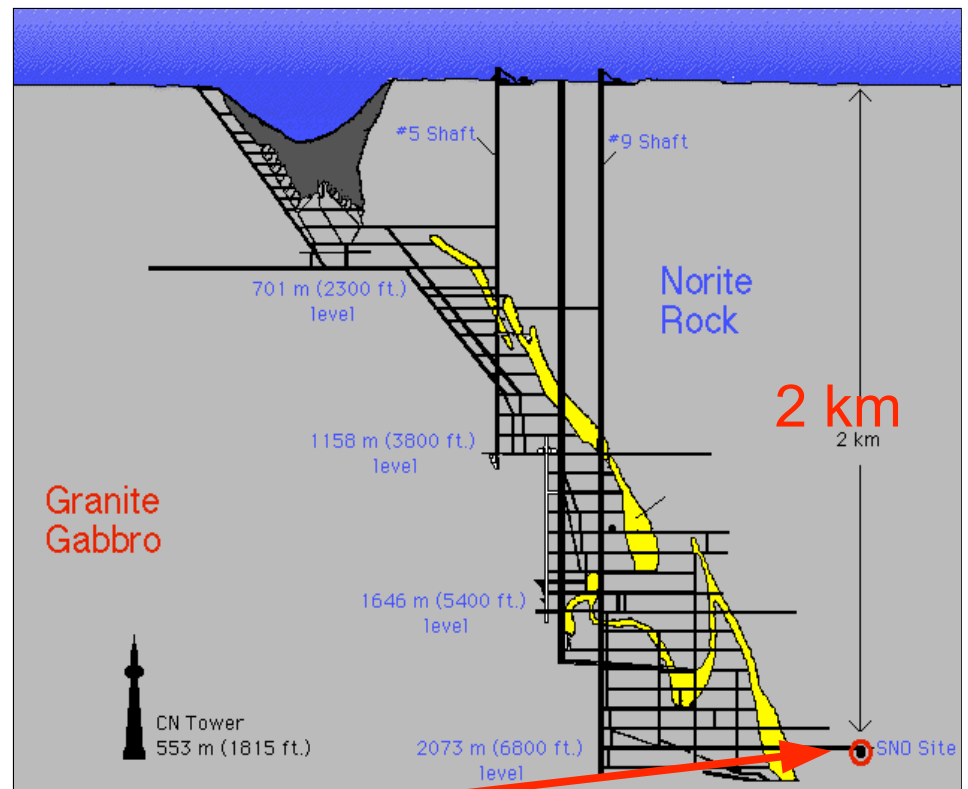 #5 Shaft
#9 Shaft
701 m (2300 ft.)
level
Norite
Rock
2 km
2 km
1158 m (3800 ft.)
level
Granite
Gabbro
1646 m (5400 ft.)
level
CN Tower
553 m (1815 ft.)
2073 m (6800 ft.)
level
SNO Site